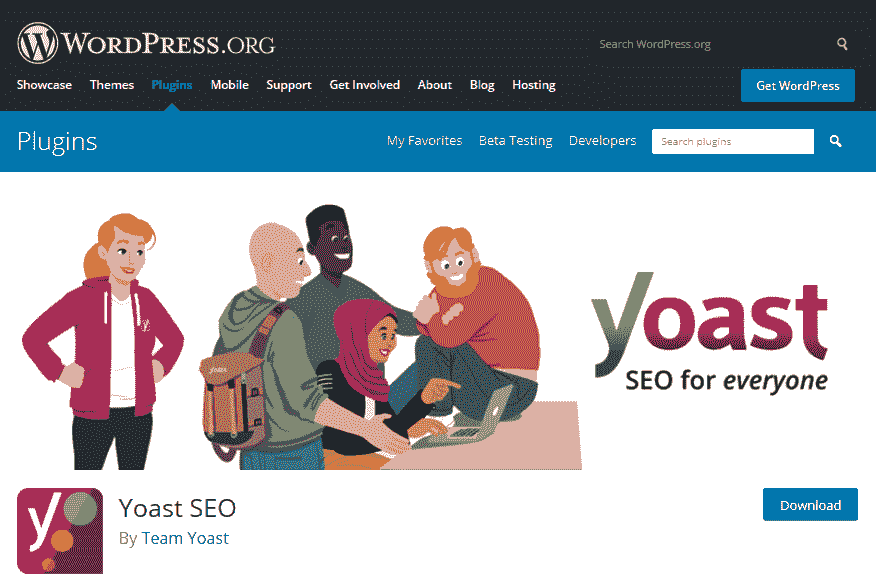 WORDPRESS.ORG
Search WordPress.org
Showcase Themes Plugins Mobile Support Get Involved About Blog Hosting
Get WordPress
Plugins
My Favorites Beta Testing Developers
Search plugins
yoast
SEO for everyone
Yoast SEO
Download
By Team Yoast